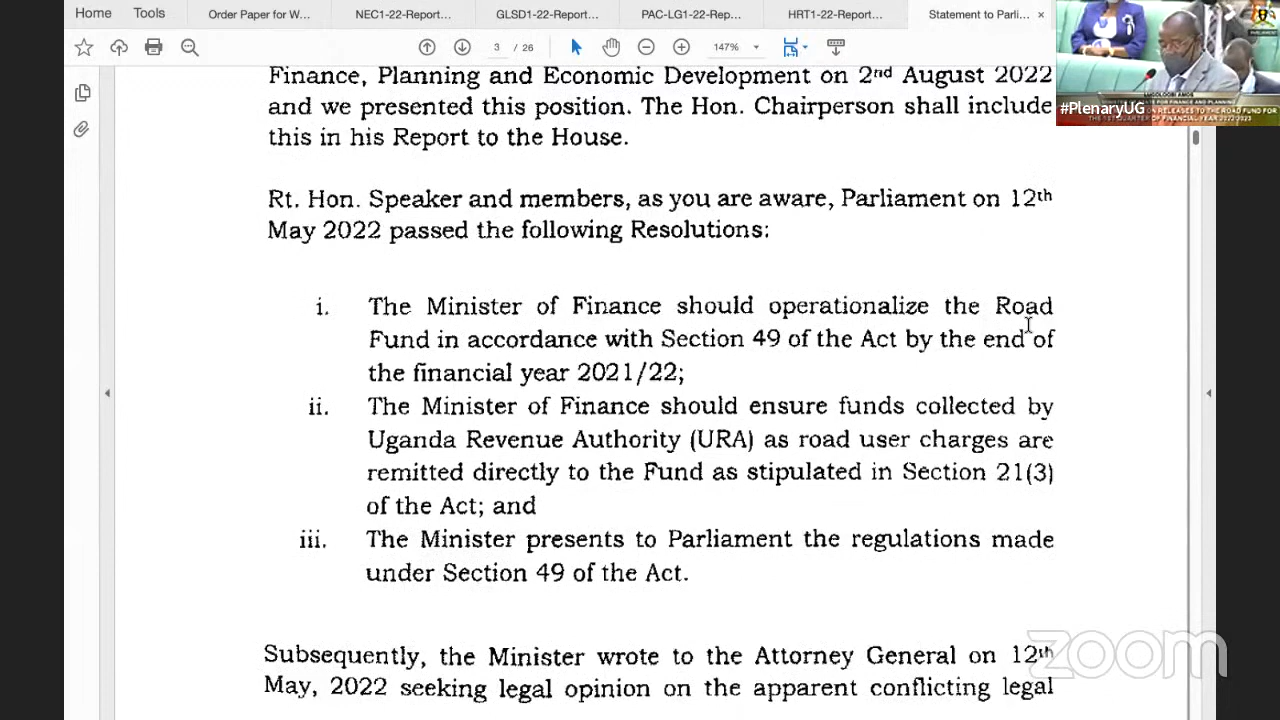 Home Tools Order Paper for W... NEC1-22-Report... GLSD1-22-Report... PAC-LG1-22-Rep... HRT1-22-Report... Statement to Parli... ×
3 / 26 147%
#PlenaryUG
Finance, Planning and Economic Development on 2nd August 2022
and we presented this position. The Hon. Chairperson shall include
this in his Report to the House.
Rt. Hon. Speaker and members, as you are aware, Parliament on 12th
May 2022 passed the following Resolutions:
i. The Minister of Finance should operationalize the Road
Fund in accordance with Section 49 of the Act by the end of
the financial year 2021/22;
ii. The Minister of Finance should ensure funds collected by
Uganda Revenue Authority (URA) as road user charges are
remitted directly to the Fund as stipulated in Section 21(3)
of the Act; and
iii. The Minister presents to Parliament the regulations made
under Section 49 of the Act.
Subsequently, the Minister wrote to the Attorney General on 12th
May, 2022 seeking legal opinion on the apparent conflicting legal
zoom